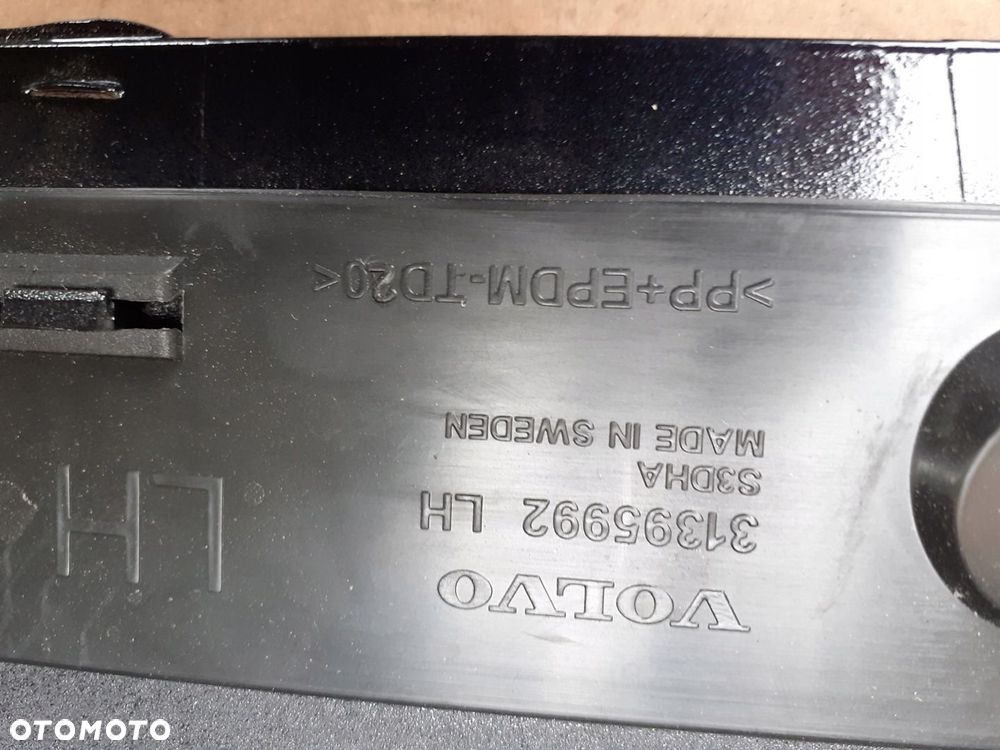 VOLVO
31395992 LH
S3DHA
MADE IN SWEDEN
>PP+EPDM-TD20<
LH
OTOMOTO